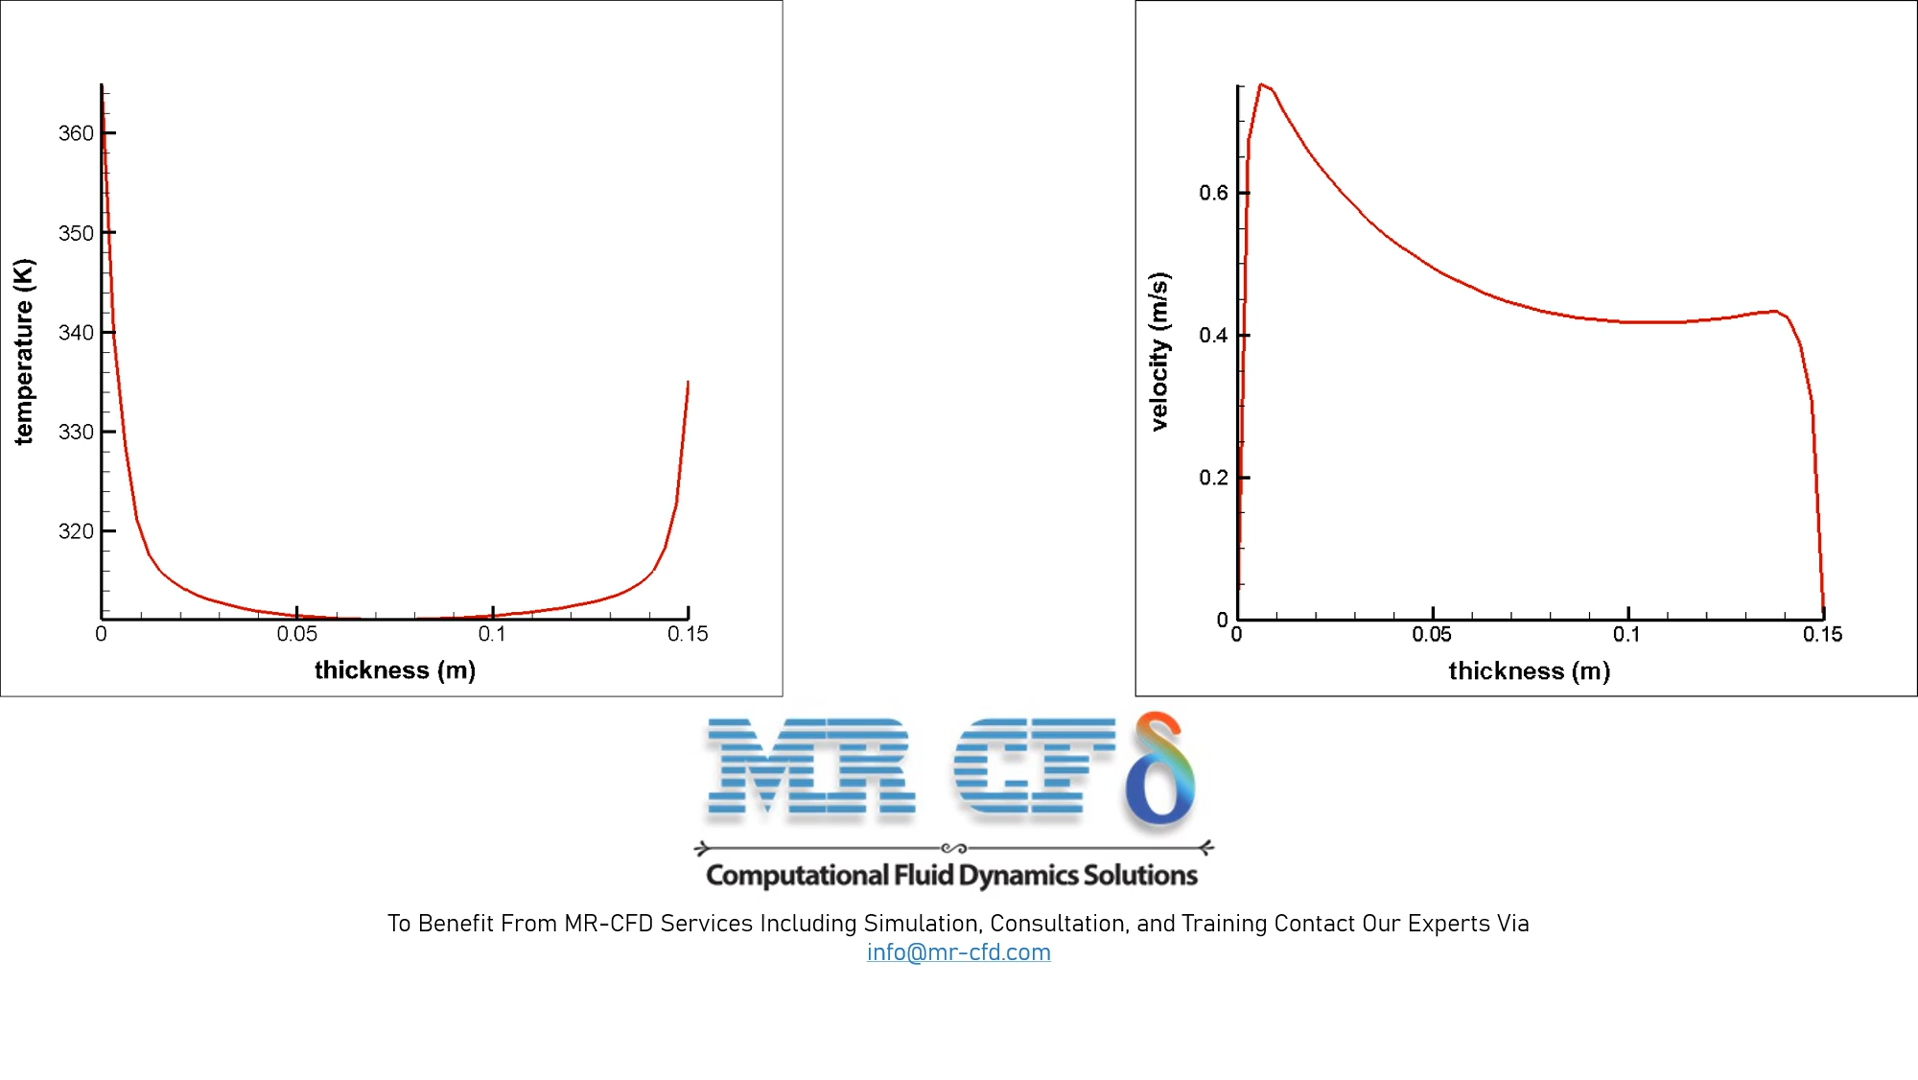 360
350
340
330
320
temperature (K)
0 0.05 0.1 0.15
thickness (m)
0.6
0.4
0.2
0
velocity (m/s)
0 0.05 0.1 0.15
thickness (m)
MR CFδ
Computational Fluid Dynamics Solutions
To Benefit From MR-CFD Services Including Simulation, Consultation, and Training Contact Our Experts Via
info@mr-cfd.com